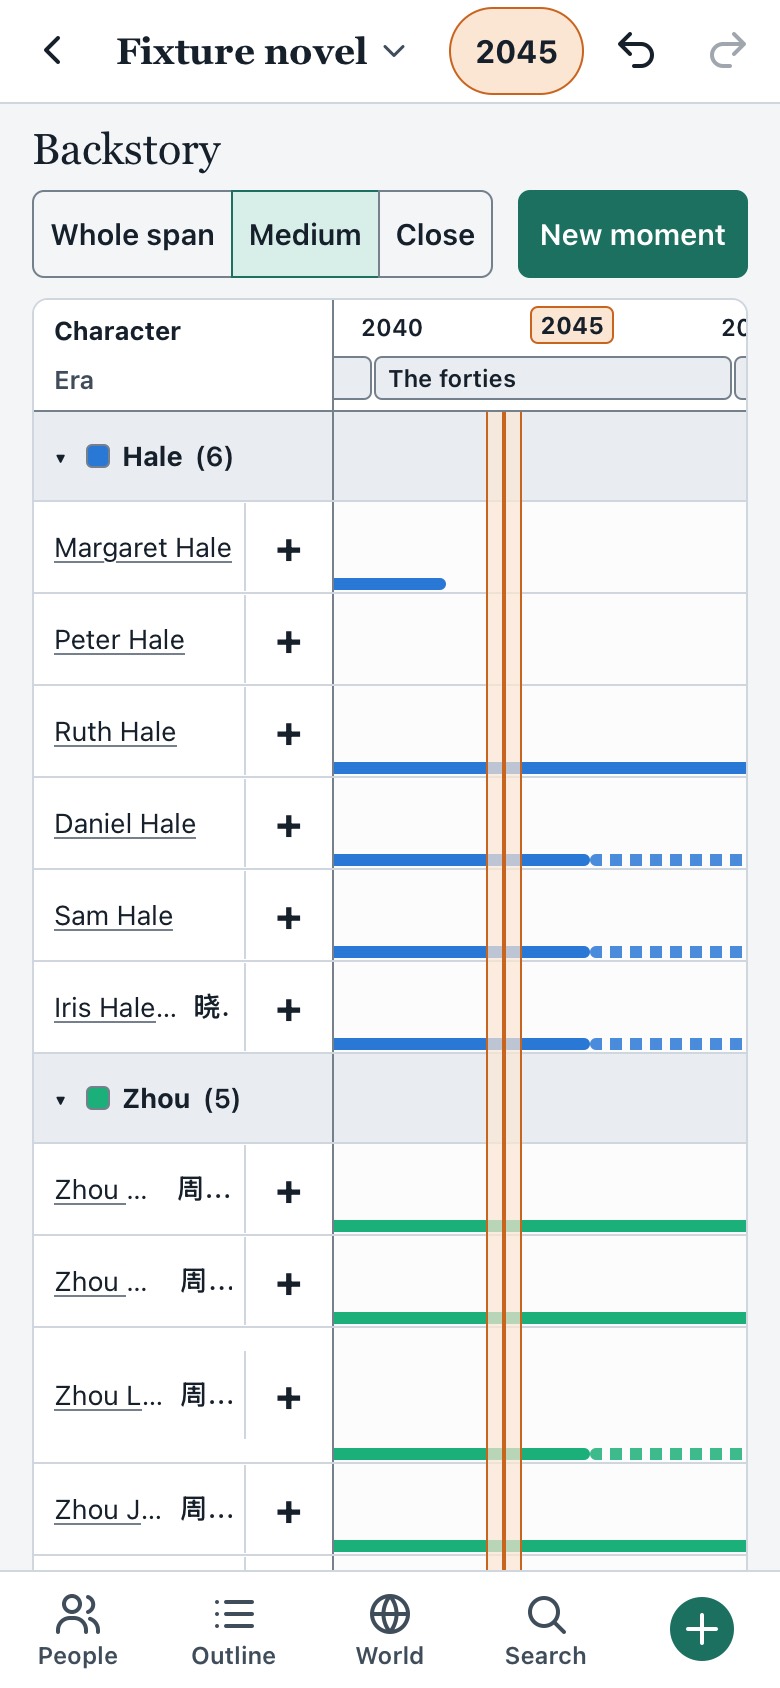 Fixture novel
2045
Backstory
Whole span
Medium
Close
New moment
Character
2040
2045
20
Era
The forties
Hale (6)
Margaret Hale
Peter Hale
Ruth Hale
Daniel Hale
Sam Hale
Iris Hale... 晓.
Zhou (5)
Zhou ... 周...
Zhou ... 周...
Zhou L... 周...
Zhou J... 周...
People
Outline
World
Search